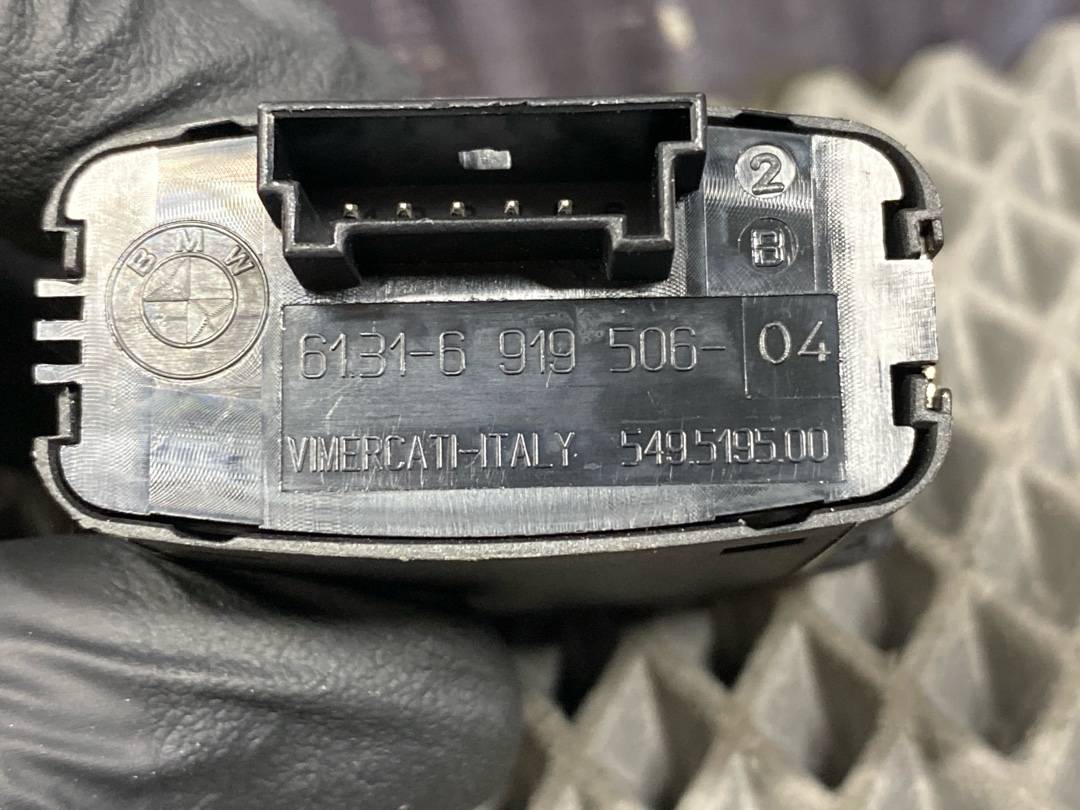 2
B
BMW
61.31-6 919 506- 04
VIMERCATI-ITALY 549.5195.00